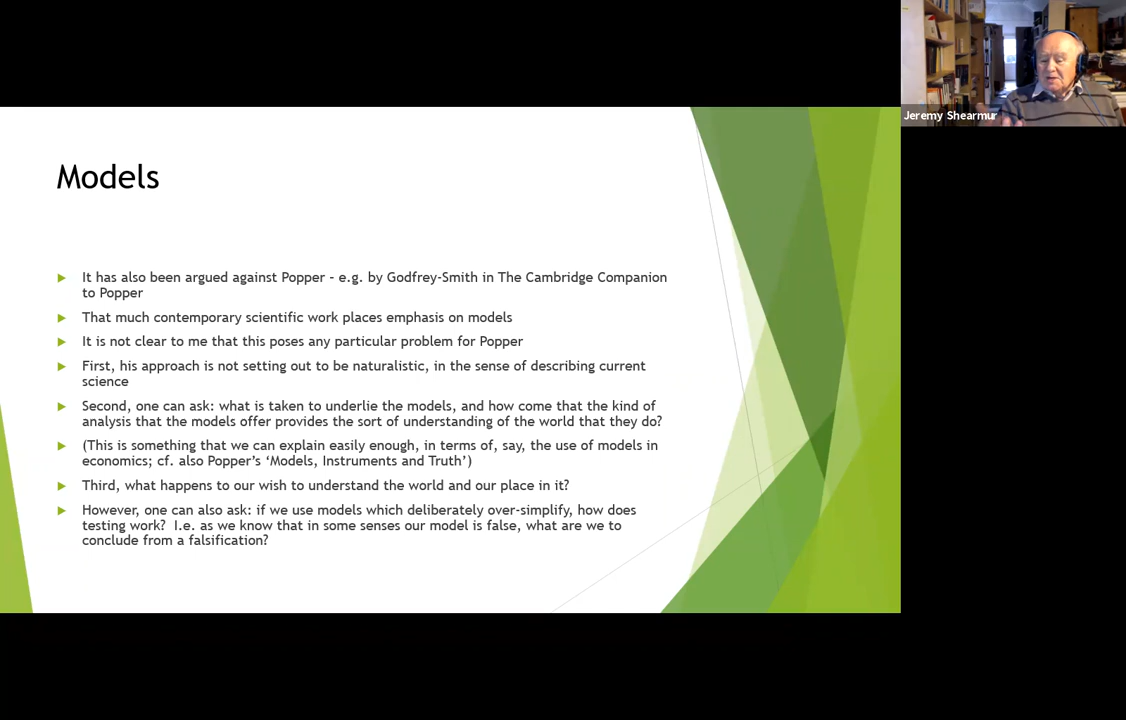 Jeremy Shearmur
Models
It has also been argued against Popper - e.g. by Godfrey-Smith in The Cambridge Companion
to Popper
That much contemporary scientific work places emphasis on models
It is not clear to me that this poses any particular problem for Popper
First, his approach is not setting out to be naturalistic, in the sense of describing current
science
Second, one can ask: what is taken to underlie the models, and how come that the kind of
analysis that the models offer provides the sort of understanding of the world that they do?
(This is something that we can explain easily enough, in terms of, say, the use of models in
economics; cf. also Popper's 'Models, Instruments and Truth')
Third, what happens to our wish to understand the world and our place in it?
However, one can also ask: if we use models which deliberately over-simplify, how does
testing work?  I.e. as we know that in some senses our model is false, what are we to
conclude from a falsification?